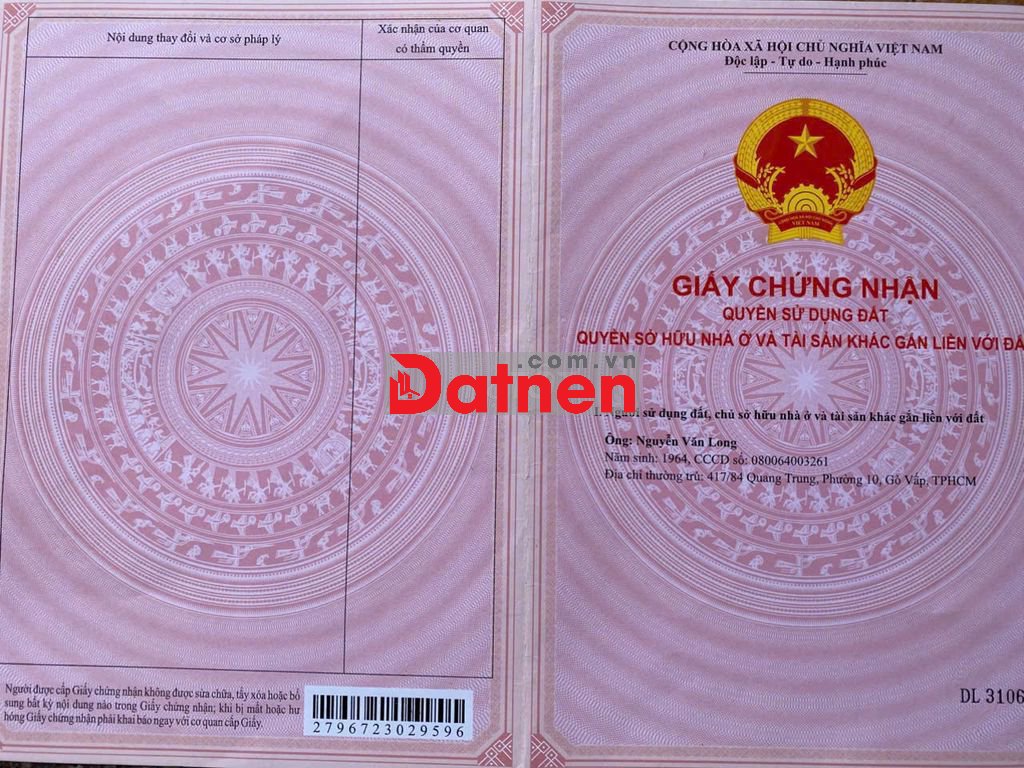 Nội dung thay đổi và cơ sở pháp lý
Xác nhận của cơ quan
có thẩm quyền
Người được cấp Giấy chứng nhận không được sửa chữa, tẩy xóa hoặc bổ
sung bất kỳ nội dung nào trong Giấy chứng nhận; khi bị mất hoặc hư
hỏng Giấy chứng nhận phải khai báo ngay với cơ quan cấp Giấy.
2796723029596
CỘNG HÒA XÃ HỘI CHỦ NGHĨA VIỆT NAM
Độc lập - Tự do - Hạnh phúc
VIỆT NAM
GIẤY CHỨNG NHẬN
QUYỀN SỬ DỤNG ĐẤT
QUYỀN SỞ HỮU NHÀ Ở VÀ TÀI SẢN KHÁC GẮN LIỀN VỚI ĐẤ
.com.vn
Datnen
sử dụng đất, chủ sở hữu nhà ở và tài sản khác gắn liền với đất
Ông: Nguyễn Văn Long
Năm sinh: 1964, CCCD số: 080064003261
Địa chỉ thường trú: 417/84 Quang Trung, Phường 10, Gò Vấp, TPHCM
DL 3106